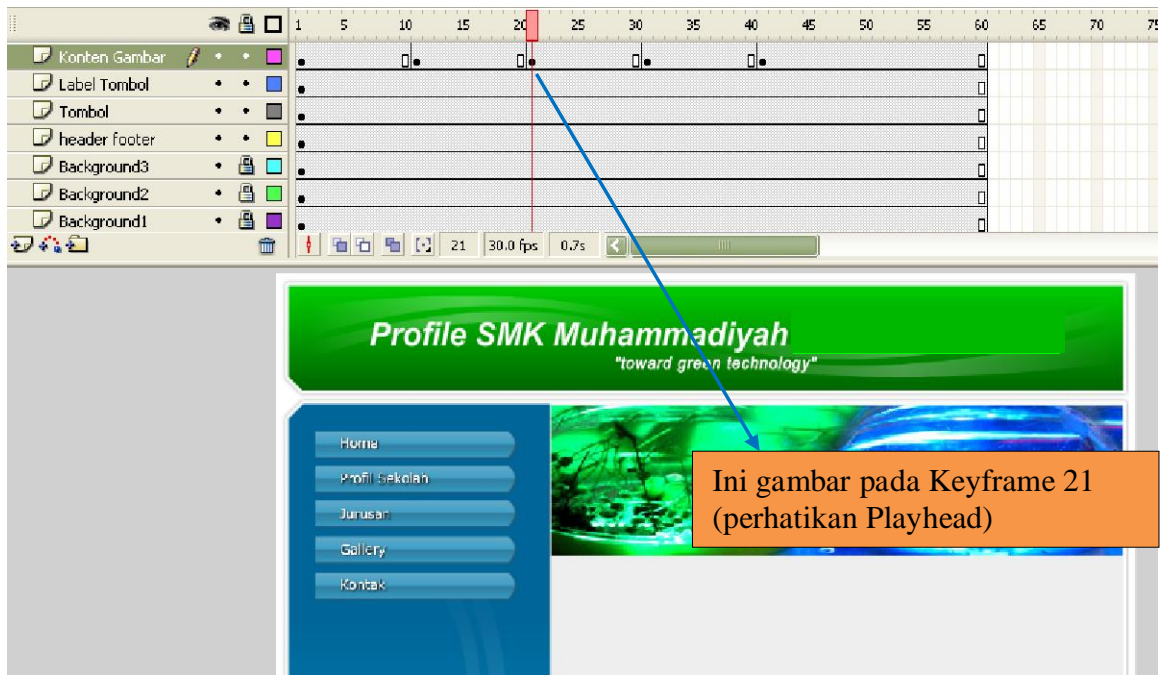 1 5 10 15 20 25 30 35 40 45 50 55 60 65 70 75
Konten Gambar
Label Tombol
Tombol
header footer
Background3
Background2
Background1
21 30.0 fps 0.7s
Profile SMK Muhammadiyah
"toward green technology"
Home
Profil Sekolah
Jurusan
Gallery
Kontak
Ini gambar pada Keyframe 21
(perhatikan Playhead)